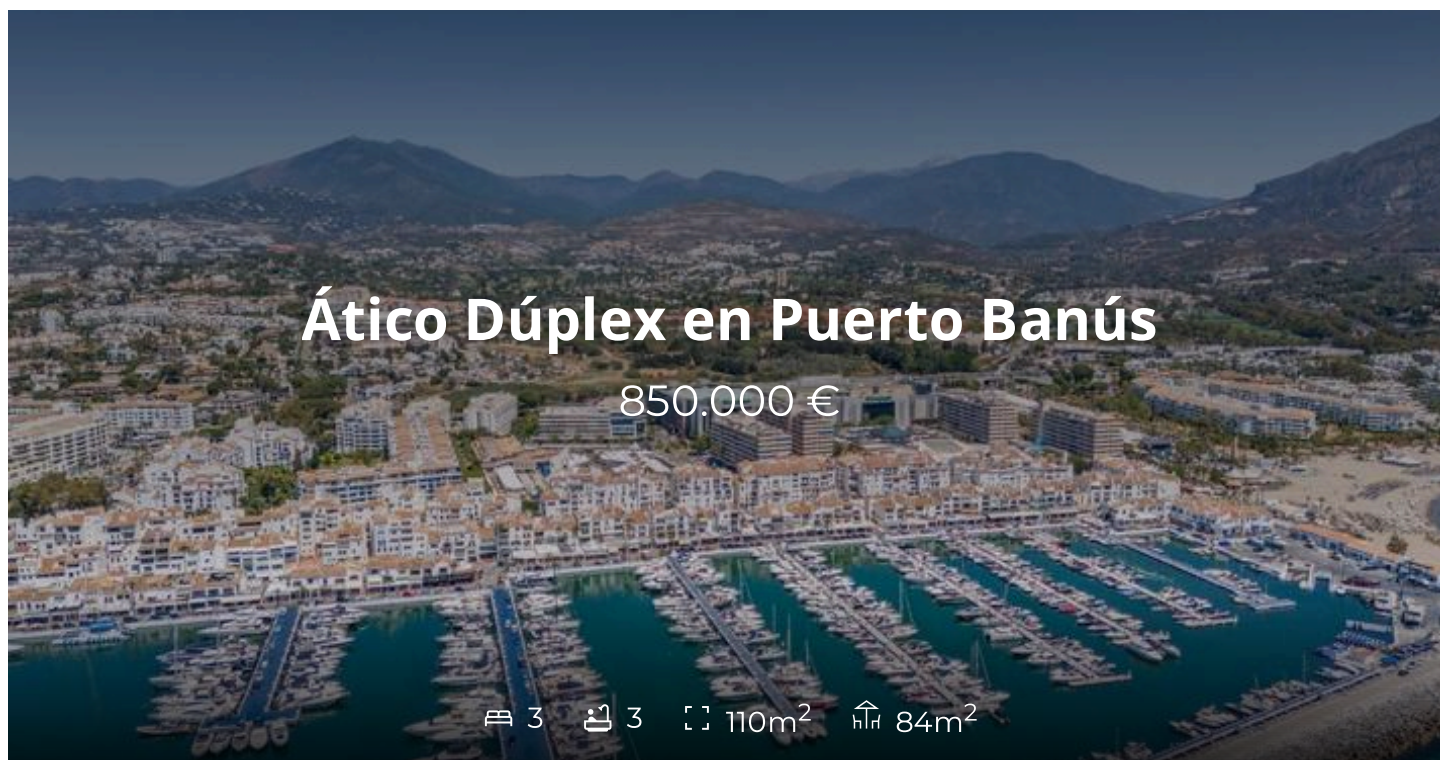 Ático Dúplex en Puerto Banús
850.000 €
3 3 110m² 84m²